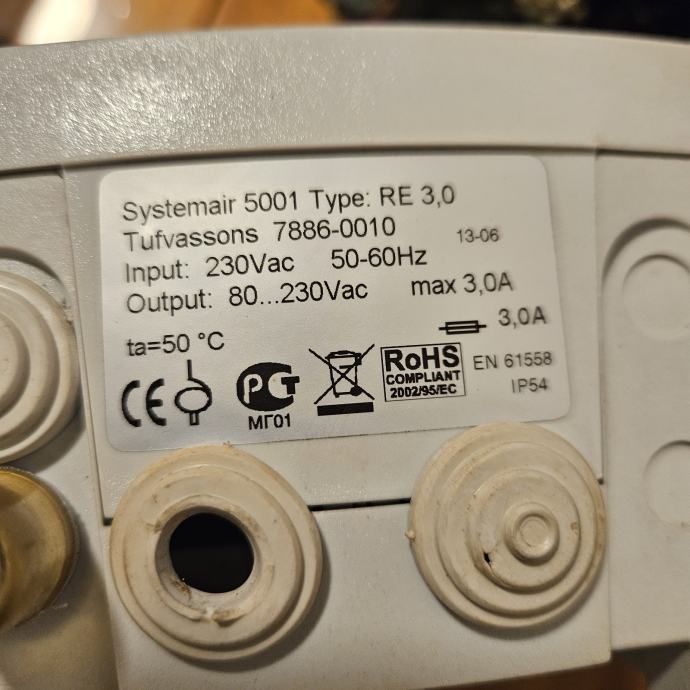 Systemair 5001 Type: RE 3,0
Tufvassons 7886-0010 13-06
Input: 230Vac 50-60Hz
Output: 80...230Vac max 3,0A
3,0A
ta=50 °C
CE
РСТ
МГ01
RoHS
COMPLIANT
2002/95/EC
EN 61558
IP54